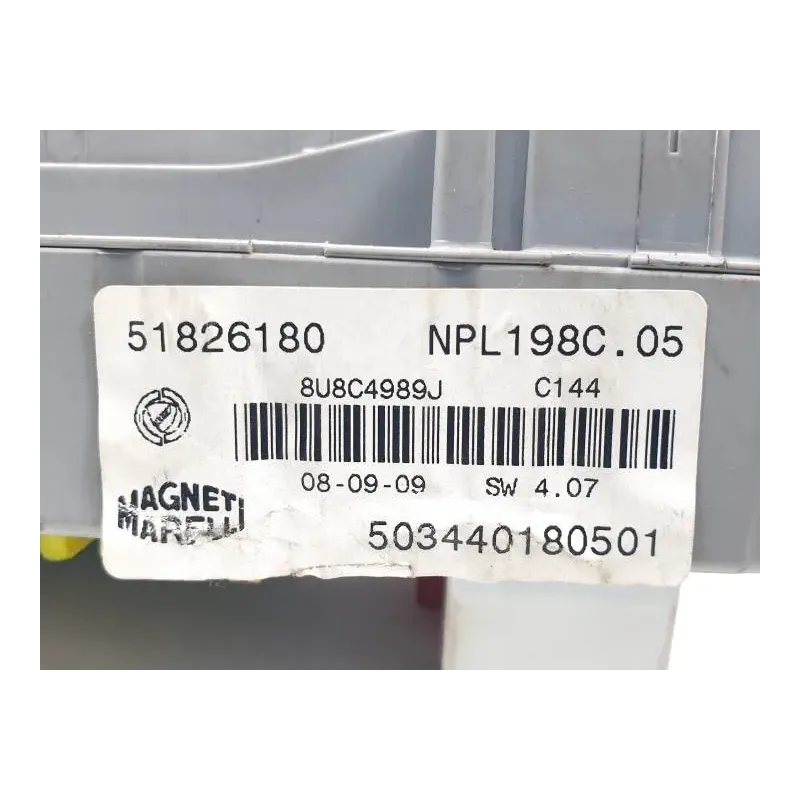 51826180 NPL198C.05
8U8C4989J C144
08-09-09 SW 4.07
MAGNETI
MARELLI
503440180501